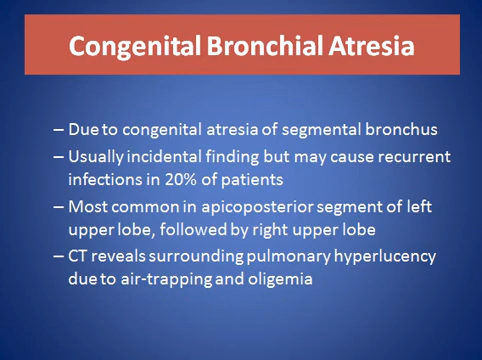 Congenital Bronchial Atresia
– Due to congenital atresia of segmental bronchus
– Usually incidental finding but may cause recurrent
infections in 20% of patients
– Most common in apicoposterior segment of left
upper lobe, followed by right upper lobe
– CT reveals surrounding pulmonary hyperlucency
due to air-trapping and oligemia